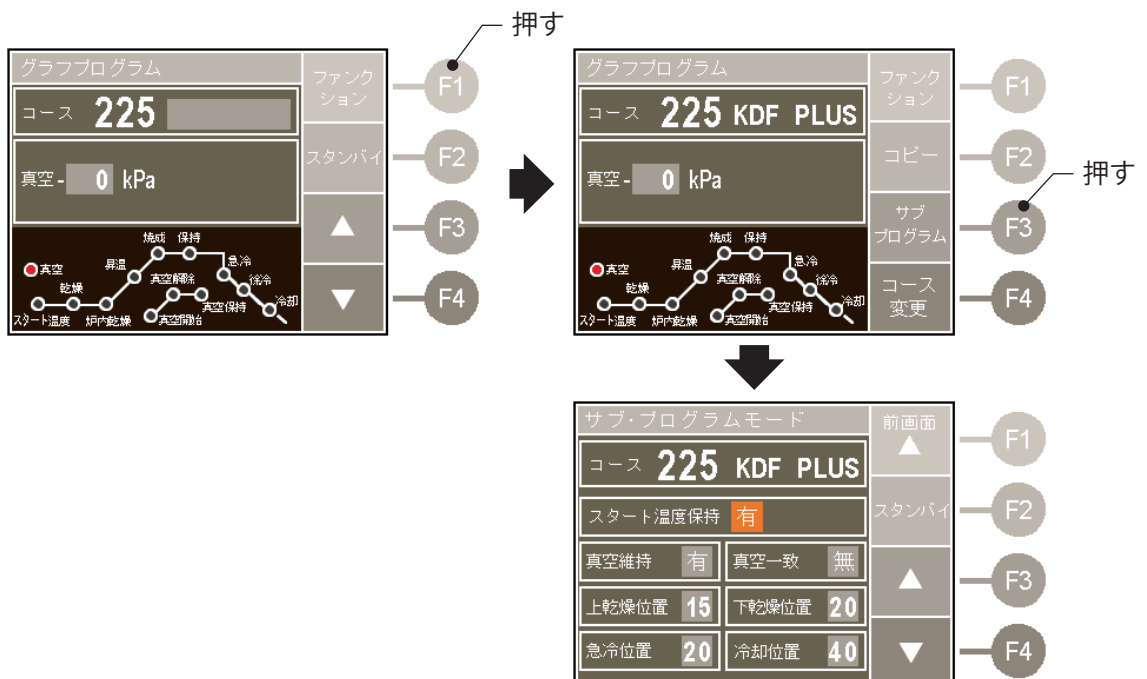 押す
グラフプログラム
コース 225
真空- 0 kPa
焼成 保持
真空 昇温 急冷
乾燥 真空解除 徐冷
真空保持 冷却
スタート温度 炉内乾燥 真空開始
ファンク
ション
スタンバイ
▲
▼
F1
F2
F3
F4
グラフプログラム
コース 225 KDF PLUS
真空- 0 kPa
焼成 保持
真空 昇温 急冷
乾燥 真空解除 徐冷
真空保持 冷却
スタート温度 炉内乾燥 真空開始
ファンク
ション
コピー
サブ
プログラム
コース
変更
F1
F2
F3
F4
押す
サブ・プログラムモード
コース 225 KDF PLUS
スタート温度保持 有
真空維持 有 真空一致 無
上乾燥位置 15 下乾燥位置 20
急冷位置 20 冷却位置 40
前画面
▲
スタンバイ
▲
▼
F1
F2
F3
F4